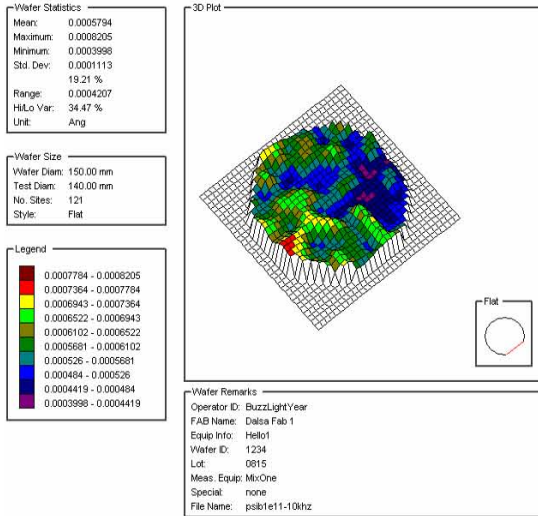 Wafer Statistics
Mean: 0.0005794
Maximum: 0.0008205
Minimum: 0.0003998
Std. Dev: 0.0001113
19.21 %
Range: 0.0004207
Hi/Lo Var: 34.47 %
Unit: Ang
Wafer Size
Wafer Diam: 150.00 mm
Test Diam: 140.00 mm
No. Sites: 121
Style: Flat
Legend
0.0007784 - 0.0008205
0.0007364 - 0.0007784
0.0006943 - 0.0007364
0.0006522 - 0.0006943
0.0006102 - 0.0006522
0.0005681 - 0.0006102
0.000526 - 0.0005681
0.000484 - 0.000526
0.0004419 - 0.000484
0.0003998 - 0.0004419
3D Plot
Flat
Wafer Remarks
Operator ID: BuzzLightYear
FAB Name: Dalsa Fab 1
Equip Info: Hello1
Wafer ID: 1234
Lot: 0815
Meas. Equip: MixOne
Special: none
File Name: psib1e11-10khz